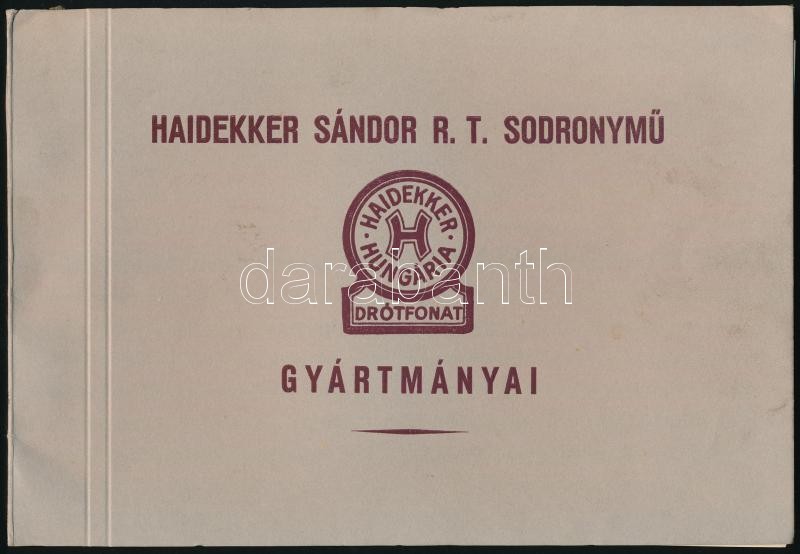 HAIDEKKER SÁNDOR R. T. SODRONYMŰ
HAIDEKKER
H
HUNGÁRIA
darabanth
DRÓTFONAT
GYÁRTMÁNYAI